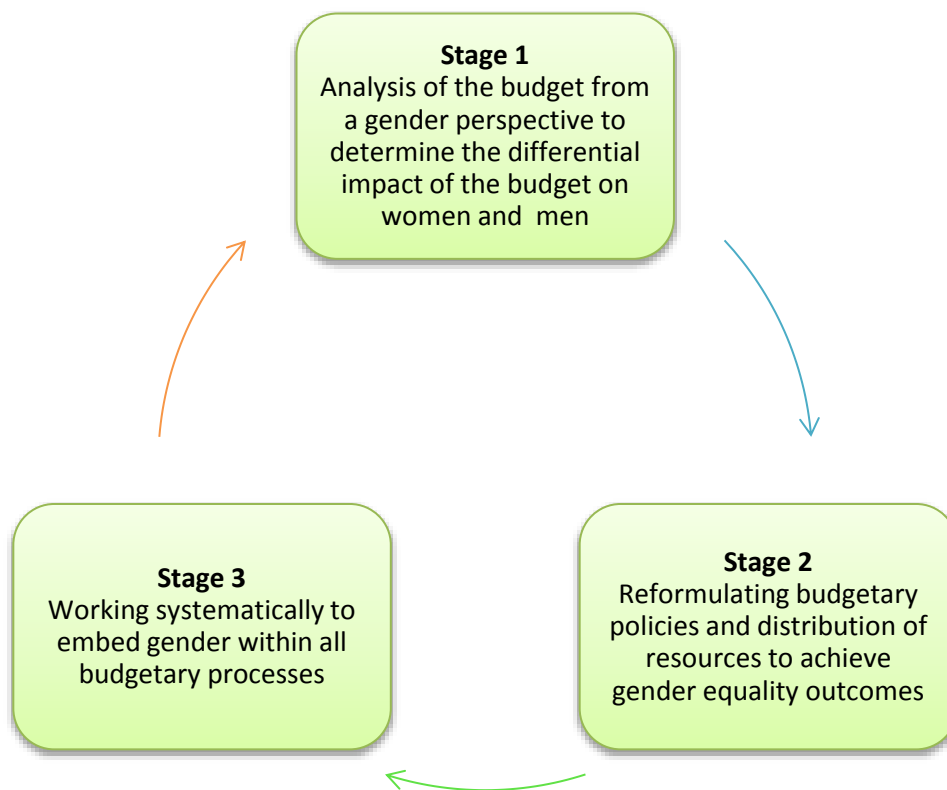 Stage 1
Analysis of the budget from
a gender perspective to
determine the differential
impact of the budget on
women and  men
Stage 2
Reformulating budgetary
policies and distribution of
resources to achieve
gender equality outcomes
Stage 3
Working systematically to
embed gender within all
budgetary processes